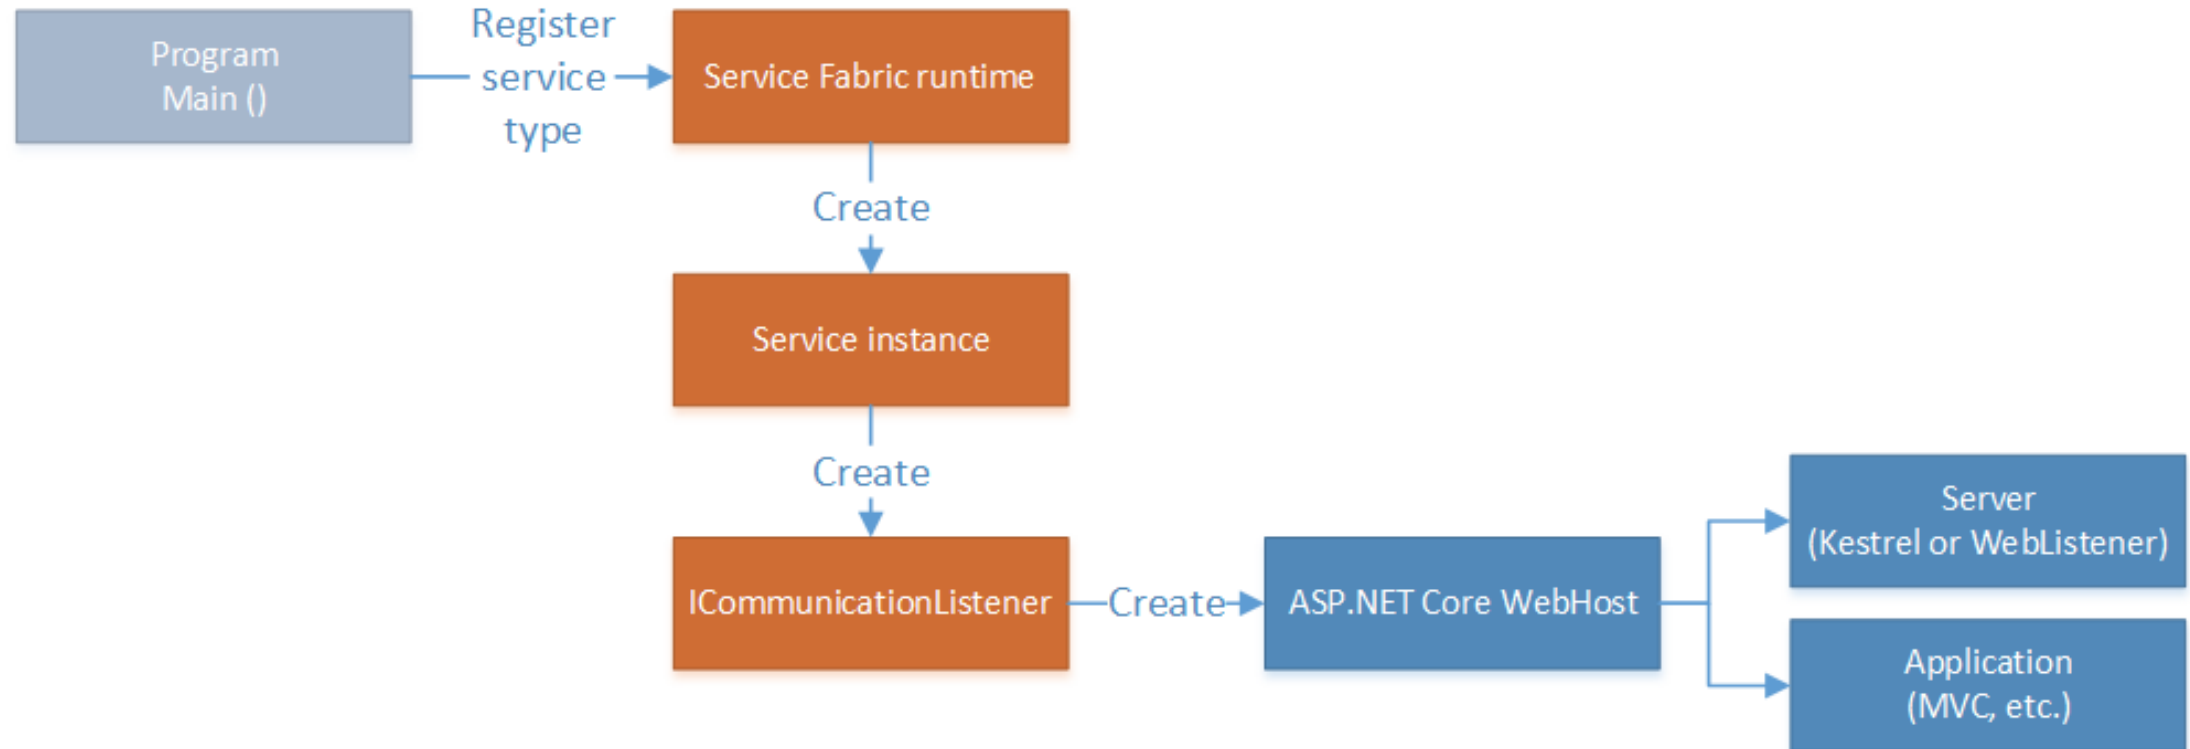 Program
Main ()
Register
service
type
Service Fabric runtime
Create
Service instance
Create
ICommunicationListener
Create
ASP.NET Core WebHost
Server
(Kestrel or WebListener)
Application
(MVC, etc.)